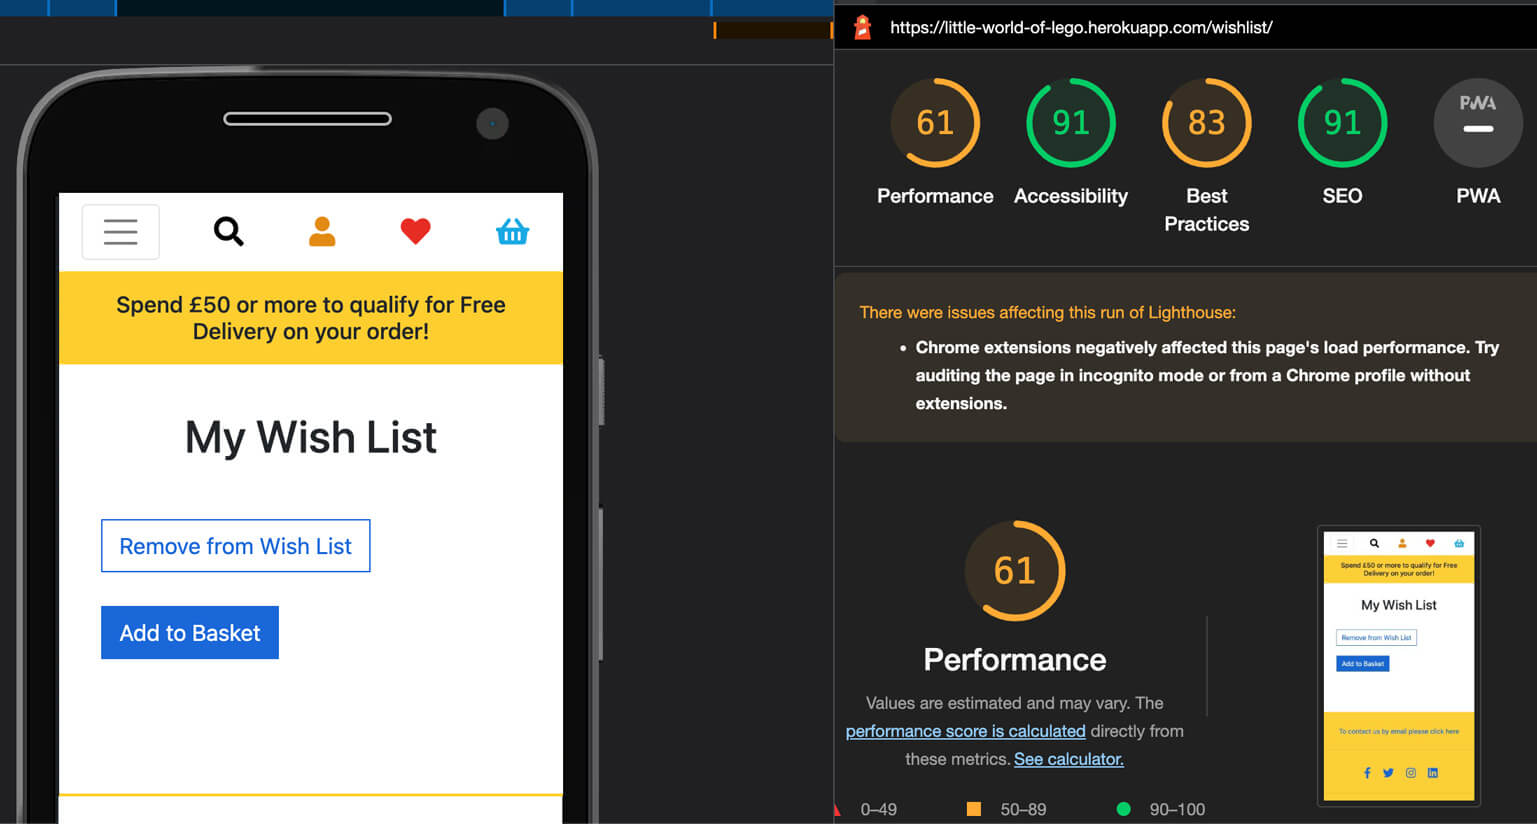 Spend £50 or more to qualify for Free
Delivery on your order!
My Wish List
Remove from Wish List
Add to Basket
https://little-world-of-lego.herokuapp.com/wishlist/
61
91
83
91
PWA
Performance
Accessibility
Best
Practices
SEO
PWA
There were issues affecting this run of Lighthouse:
• Chrome extensions negatively affected this page's load performance. Try
auditing the page in incognito mode or from a Chrome profile without
extensions.
61
Performance
Values are estimated and may vary. The
performance score is calculated directly from
these metrics. See calculator.
0–49
50–89
90–100
Spend £50 or more to qualify for Free
Delivery on your order!
My Wish List
Remove from Wish List
Add to Basket
To contact us by email please click here